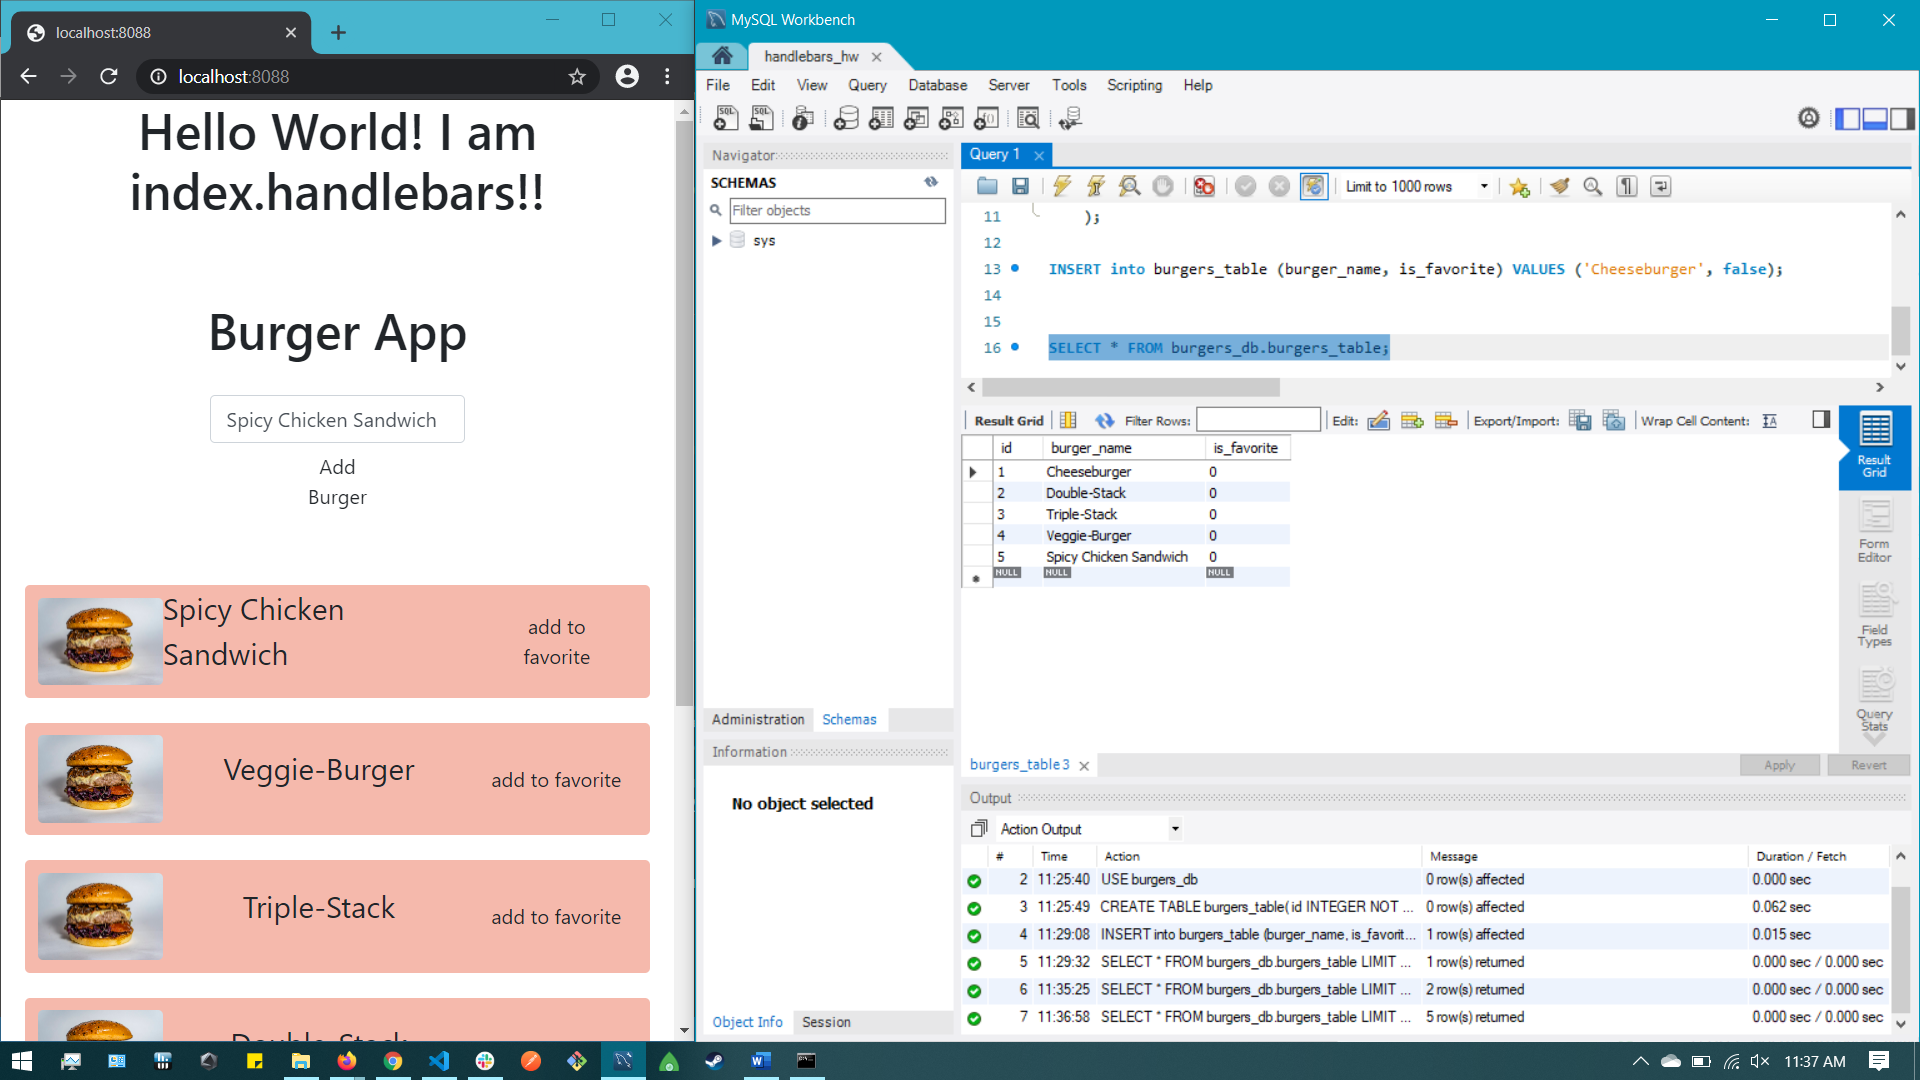 localhost:8088
localhost:8088
Hello World! I am
index.handlebars!!
Burger App
Spicy Chicken Sandwich
Add
Burger
Spicy Chicken
Sandwich
add to
favorite
Veggie-Burger
add to favorite
Triple-Stack
add to favorite
Double-Stack
MySQL Workbench
handlebars_hw
File Edit View Query Database Server Tools Scripting Help
Navigator
SCHEMAS
Filter objects
sys
Administration Schemas
Information
No object selected
Object Info Session
Query 1
Limit to 1000 rows
11 );
12
13 INSERT into burgers_table (burger_name, is_favorite) VALUES ('Cheeseburger', false);
14
15
16 SELECT * FROM burgers_db.burgers_table;
Result Grid Filter Rows: Edit: Export/Import: Wrap Cell Content:
id burger_name is_favorite
1 Cheeseburger 0
2 Double-Stack 0
3 Triple-Stack 0
4 Veggie-Burger 0
5 Spicy Chicken Sandwich 0
NULL NULL NULL
Result
Grid
Form
Editor
Field
Types
Query
Stats
burgers_table 3
Apply Revert
Output
Action Output
# Time Action Message Duration / Fetch
2 11:25:40 USE burgers_db 0 row(s) affected 0.000 sec
3 11:25:49 CREATE TABLE burgers_table( id INTEGER NOT ... 0 row(s) affected 0.062 sec
4 11:29:08 INSERT into burgers_table (burger_name, is_favorit... 1 row(s) affected 0.015 sec
5 11:29:32 SELECT * FROM burgers_db.burgers_table LIMIT ... 1 row(s) returned 0.000 sec / 0.000 sec
6 11:35:25 SELECT * FROM burgers_db.burgers_table LIMIT ... 2 row(s) returned 0.000 sec / 0.000 sec
7 11:36:58 SELECT * FROM burgers_db.burgers_table LIMIT ... 5 row(s) returned 0.000 sec / 0.000 sec
11:37 AM